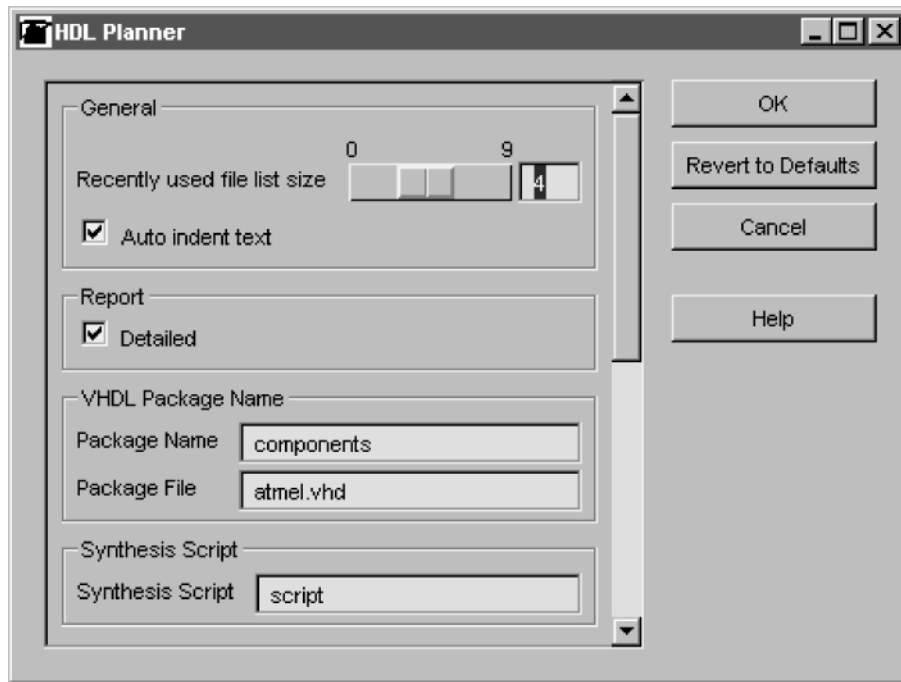 HDL Planner
General
0 9
Recently used file list size 4
Auto indent text
Report
Detailed
VHDL Package Name
Package Name components
Package File atmel.vhd
Synthesis Script
Synthesis Script script
OK
Revert to Defaults
Cancel
Help